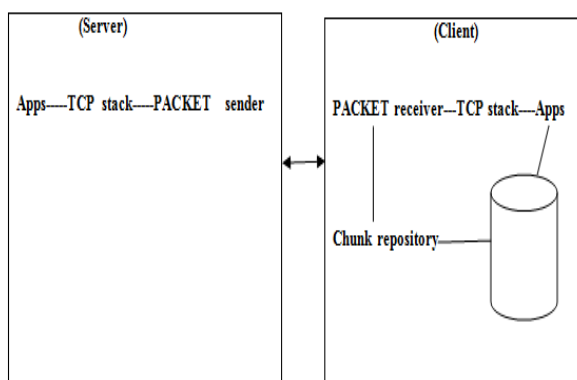 (Server)
Apps-----TCP stack-----PACKET sender
(Client)
PACKET receiver---TCP stack----Apps
Chunk repository